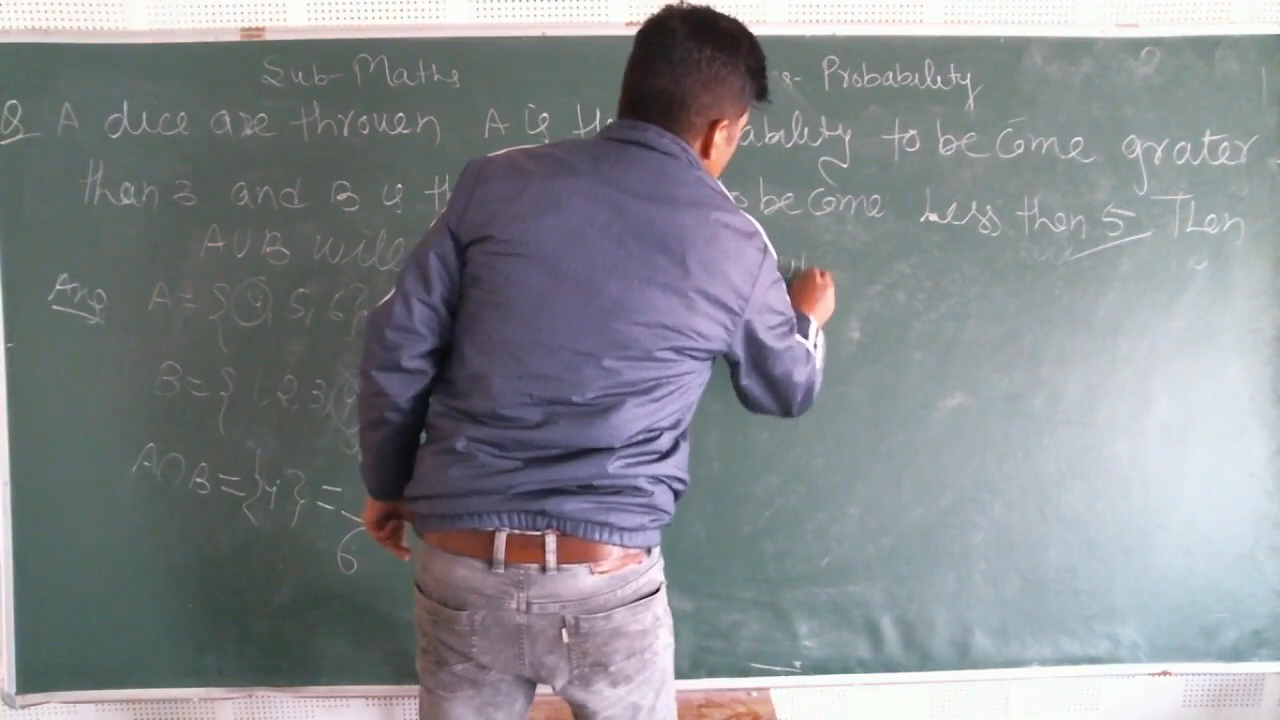 Sub- Maths - Probability
Q A dice are throwen A is ability to be come grater
than 3 and B is be come Less then 5 Then
AUB will
Ans A = { 4, 5, 6 }
B = { 1, 2, 3,
A∩B = { 4 } =
6